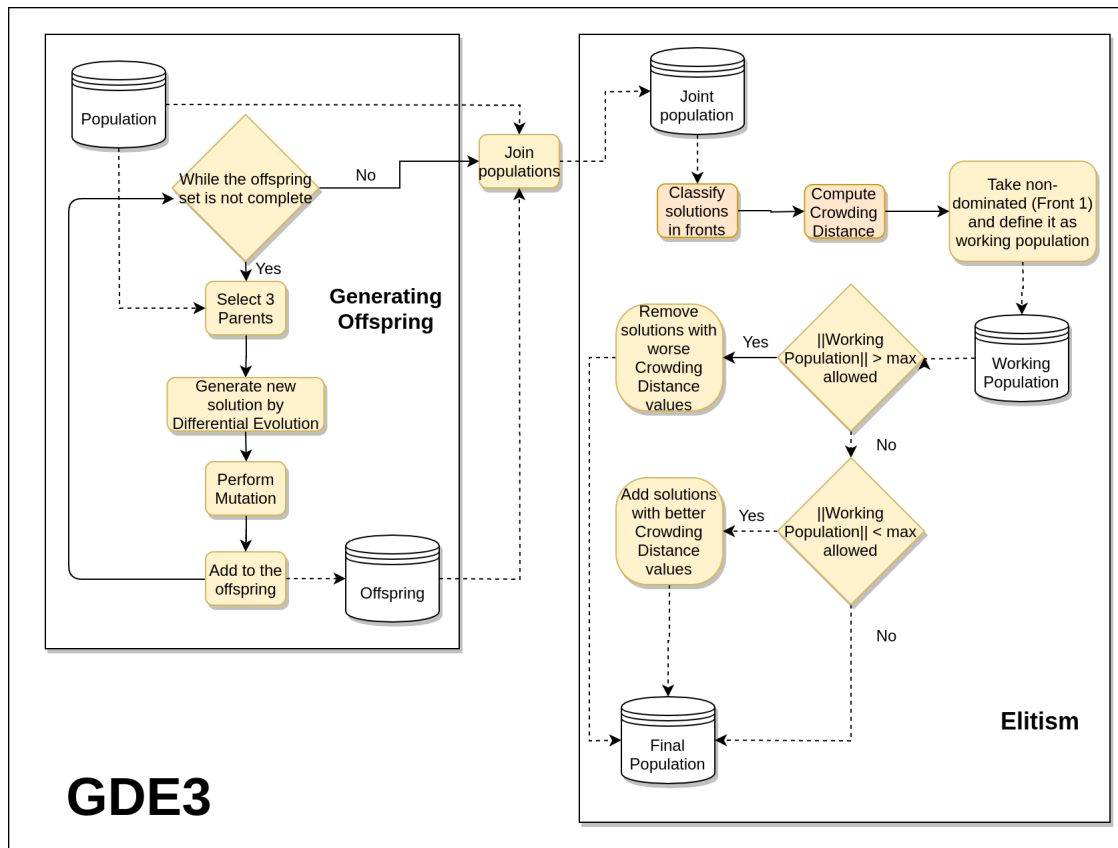 Population
While the offspring
set is not complete
No
Yes
Select 3
Parents
Generating
Offspring
Generate new
solution by
Differential Evolution
Perform
Mutation
Add to the
offspring
Offspring
Join
populations
Joint
population
Classify
solutions
in fronts
Compute
Crowding
Distance
Take non-
dominated (Front 1)
and define it as
working population
Working
Population
||Working
Population|| > max
allowed
Yes
Remove
solutions with
worse
Crowding
Distance
values
No
||Working
Population|| < max
allowed
Yes
Add solutions
with better
Crowding
Distance
values
No
Final
Population
Elitism
GDE3